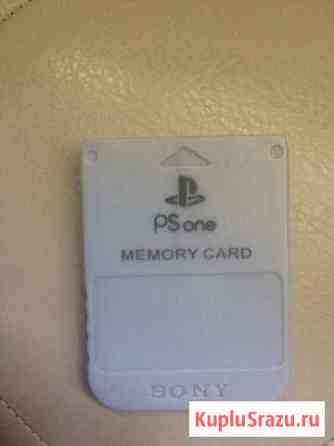 PS one
MEMORY CARD
SONY
KupluSrazu.ru